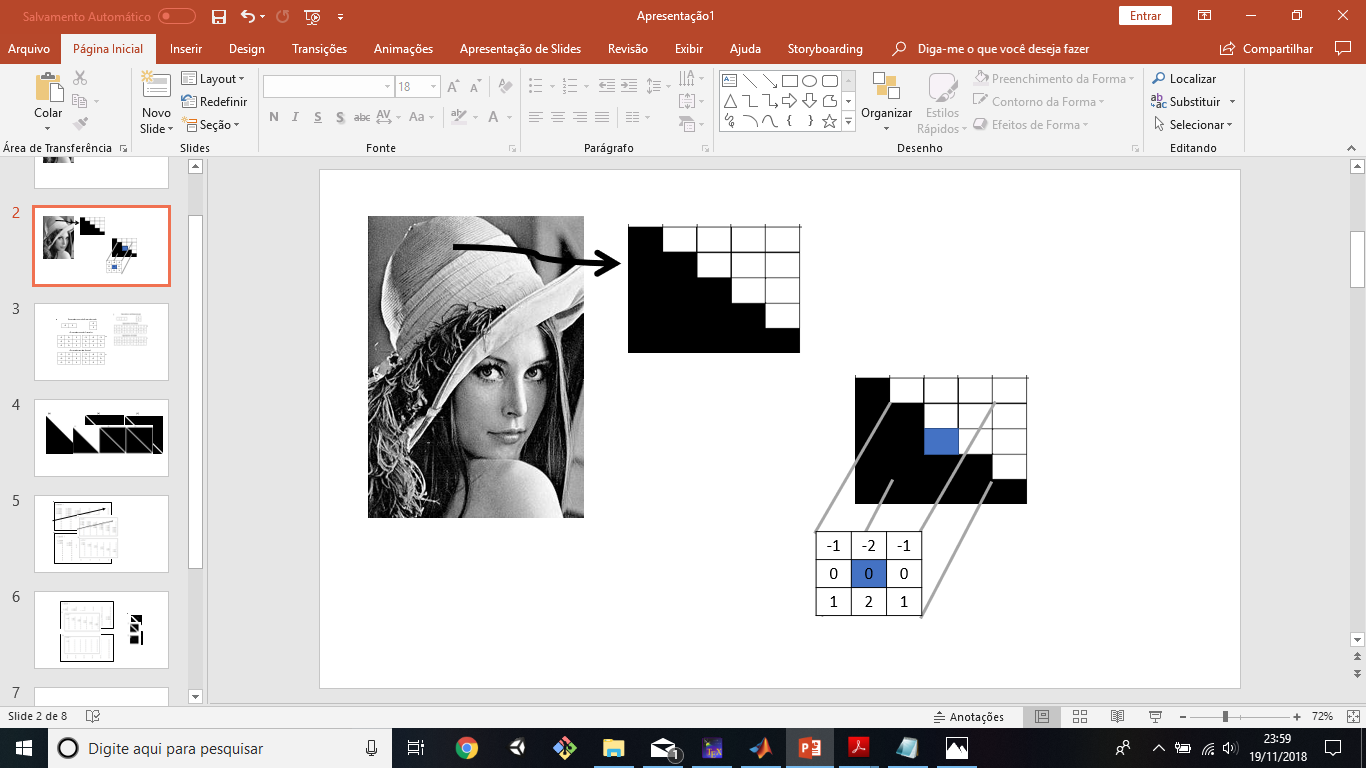 Salvamento Automático
Apresentação1
Entrar
Arquivo Página Inicial Inserir Design Transições Animações Apresentação de Slides Revisão Exibir Ajuda Storyboarding Diga-me o que você deseja fazer Compartilhar
Colar
Novo
Slide
Layout
Redefinir
Seção
18
N I S S abc AV Aa A
Organizar
Estilos
Rápidos
Preenchimento da Forma
Contorno da Forma
Efeitos de Forma
Localizar
Substituir
Selecionar
Área de Transferência Slides Fonte Parágrafo Desenho Editando
2
3
4
5
6
7
-1 -2 -1
0 0 0
1 2 1
Slide 2 de 8
Anotações
72%
Digite aqui para pesquisar
1
23:59
19/11/2018